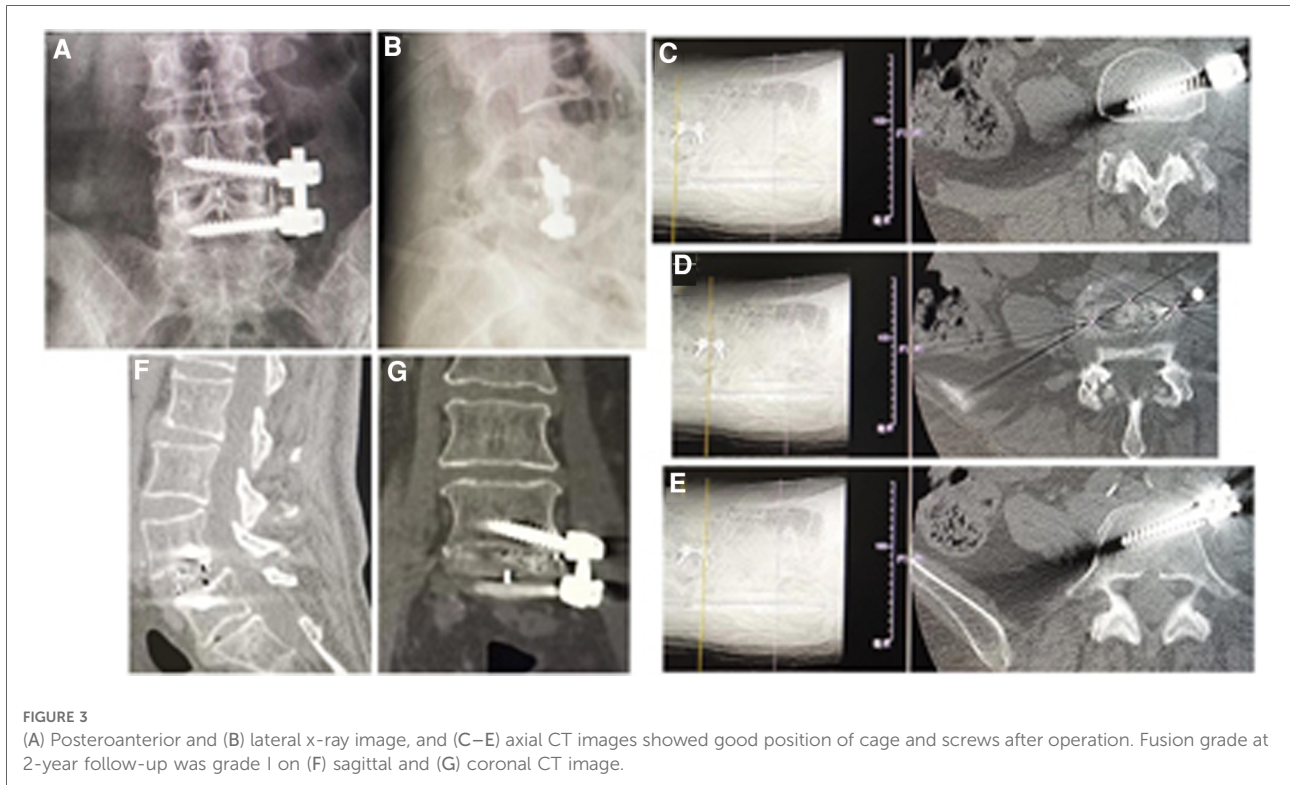 A
B
C
D
E
F
G
FIGURE 3
(A) Posteroanterior and (B) lateral x-ray image, and (C–E) axial CT images showed good position of cage and screws after operation. Fusion grade at
2-year follow-up was grade I on (F) sagittal and (G) coronal CT image.